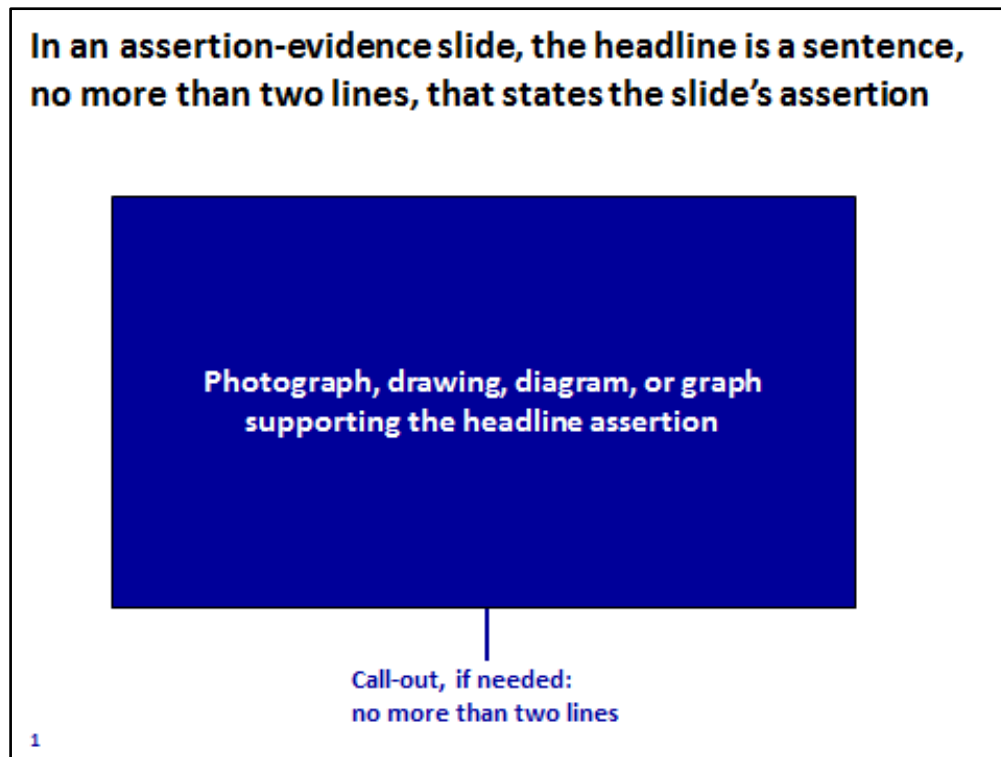 In an assertion-evidence slide, the headline is a sentence,
no more than two lines, that states the slide’s assertion
Photograph, drawing, diagram, or graph
supporting the headline assertion
Call-out, if needed:
no more than two lines
1